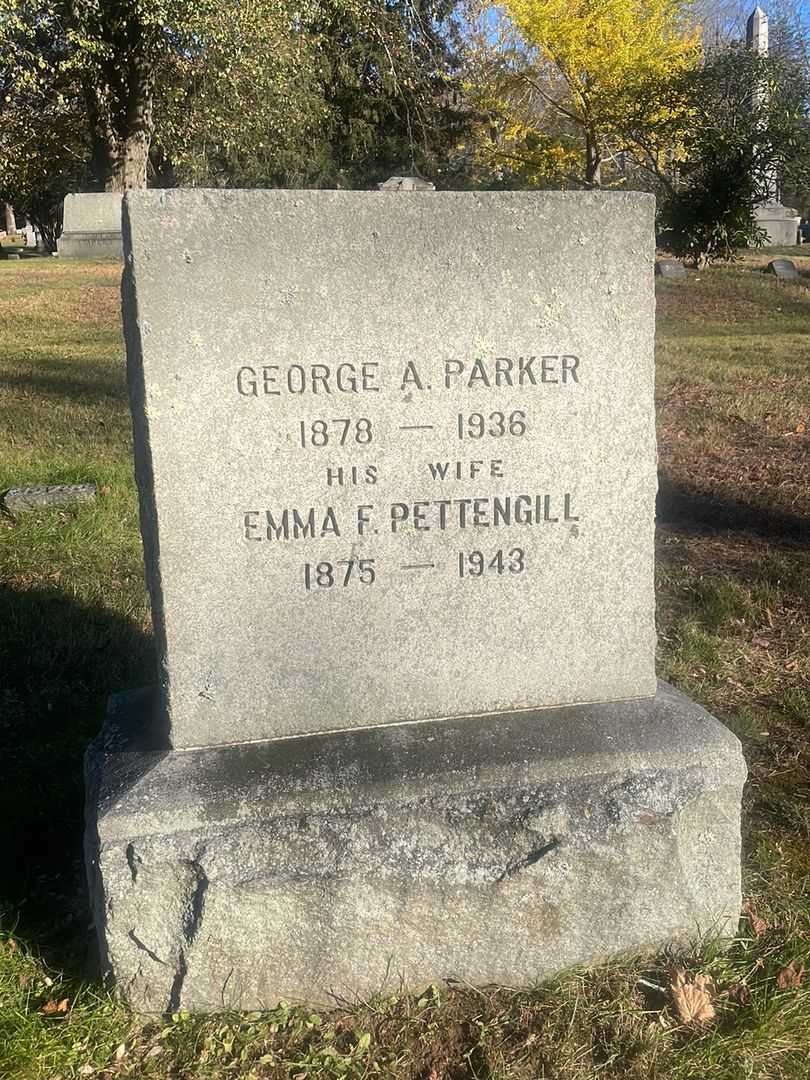 GEORGE A. PARKER
1878 — 1936
HIS WIFE
EMMA F. PETTENGILL
1875 — 1943